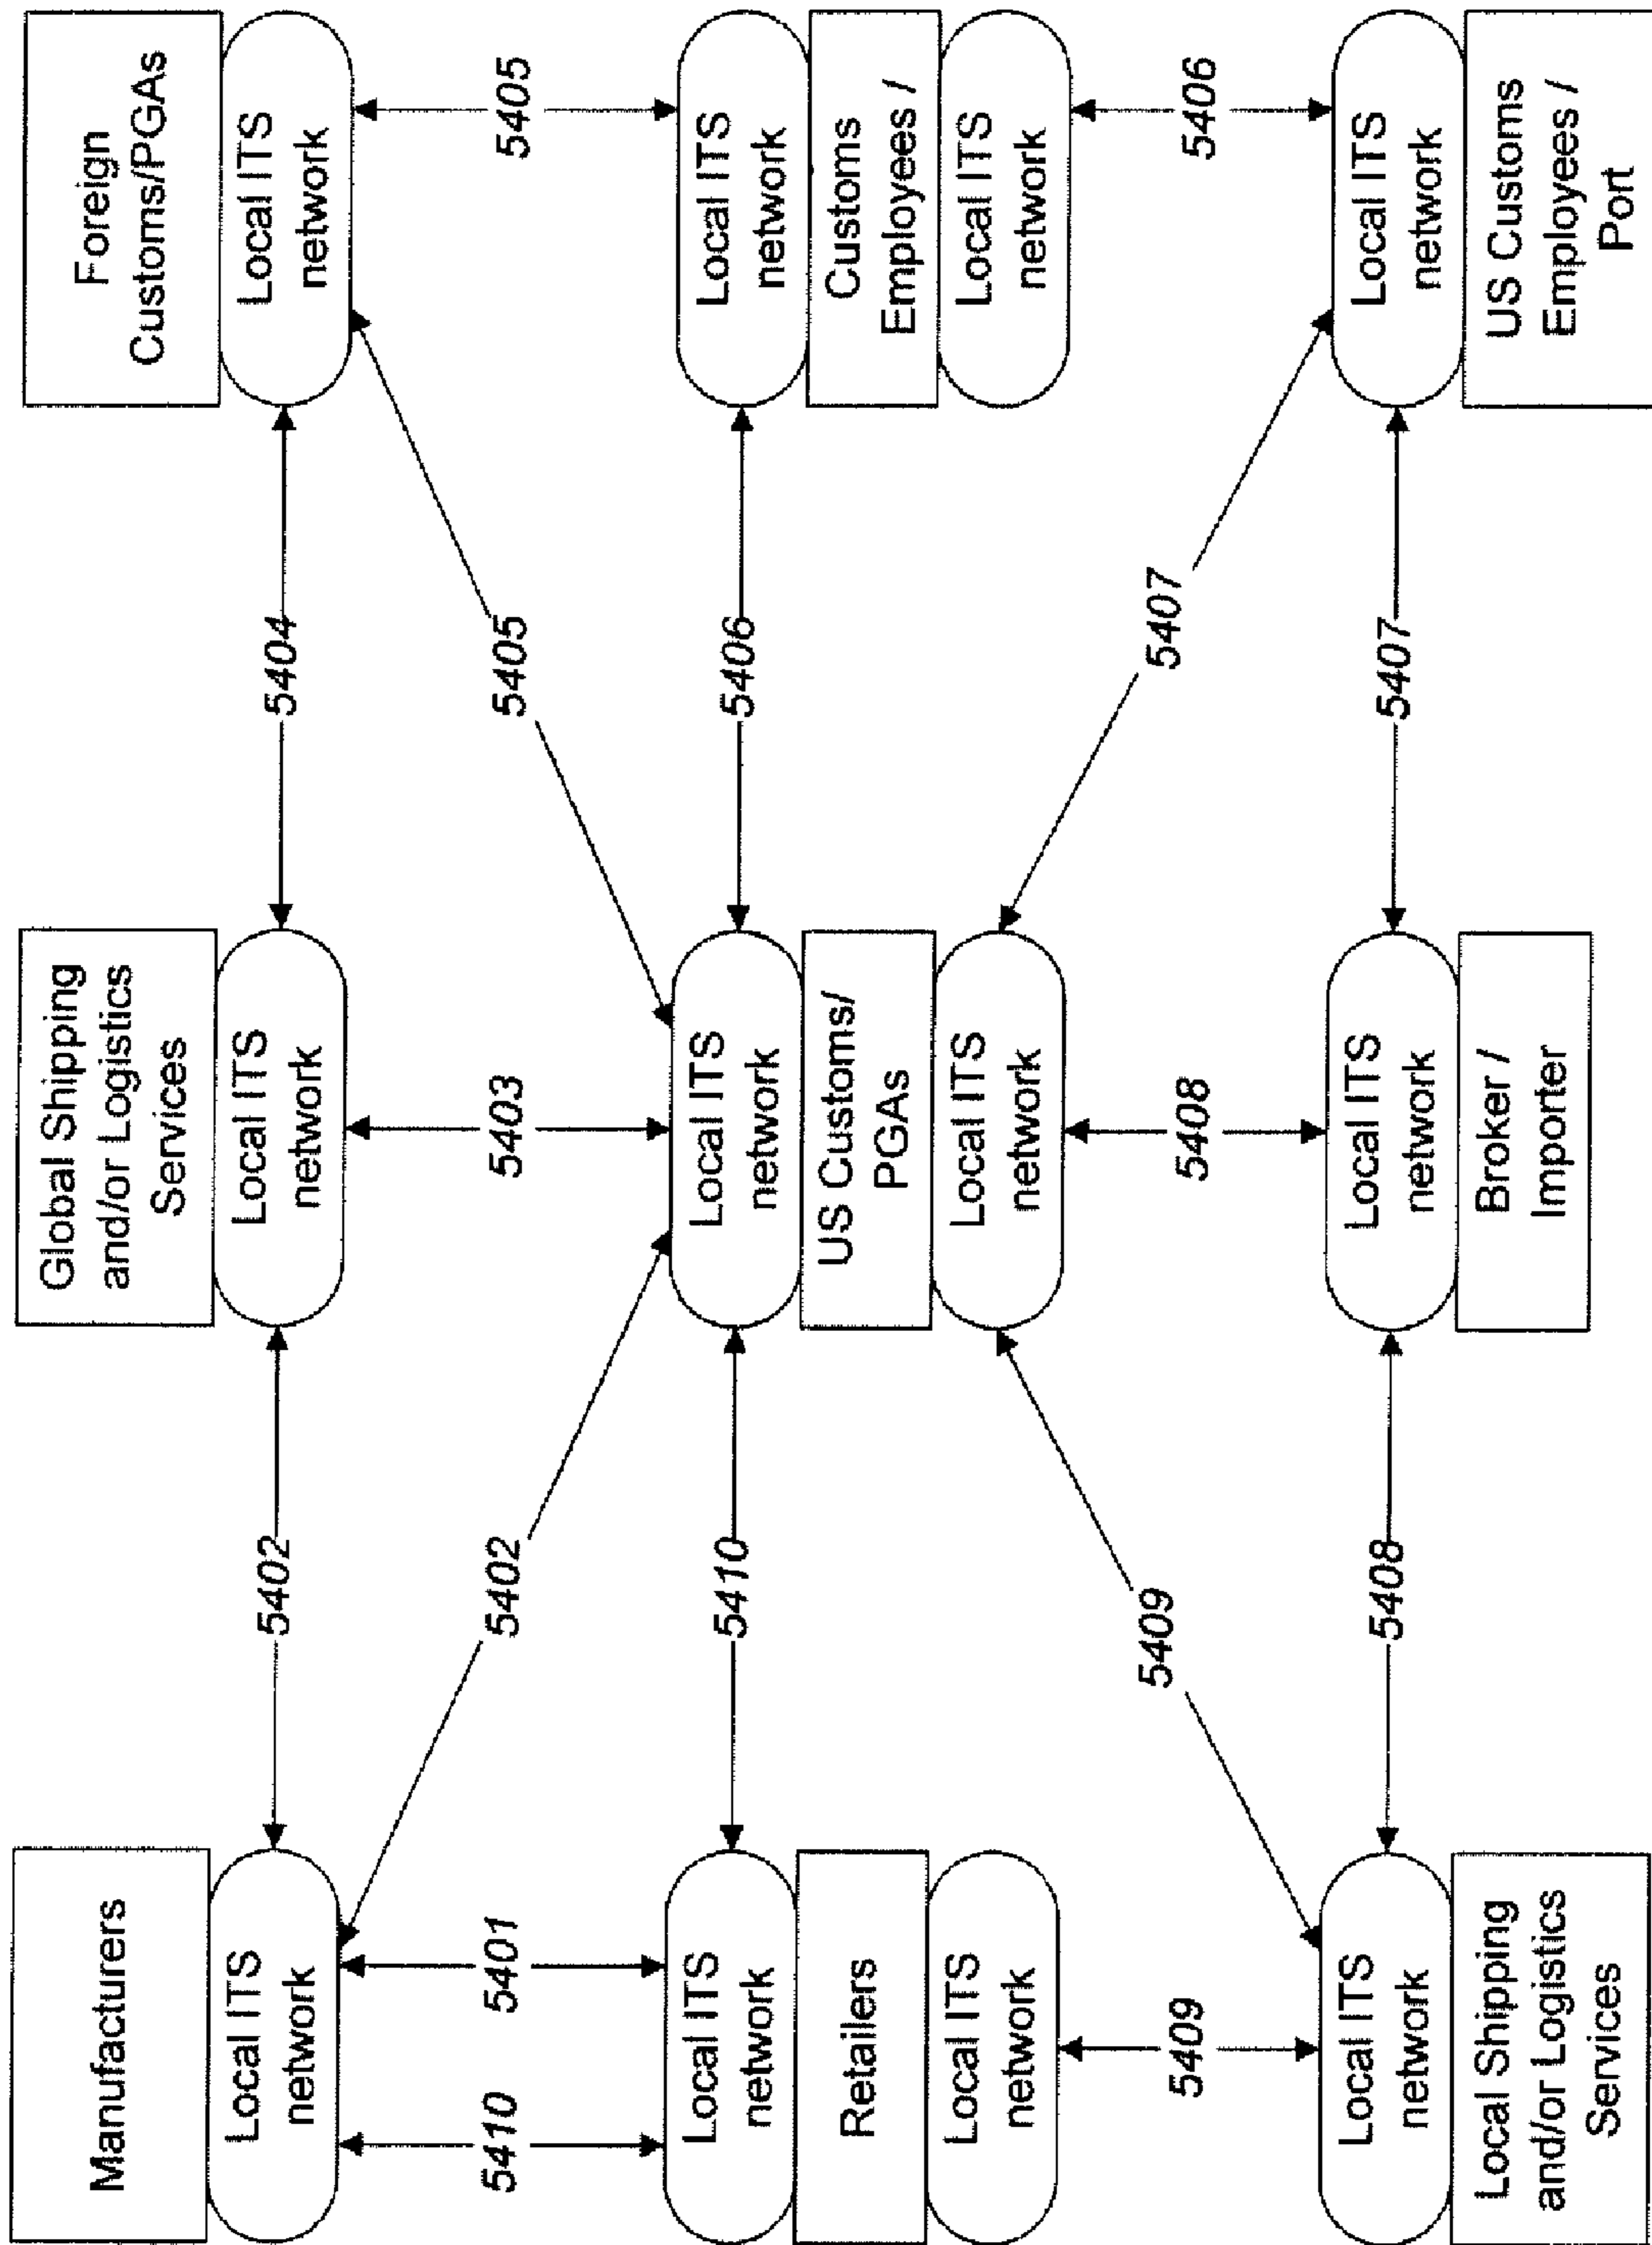 Manufacturers
Local ITS
network
5402
Global Shipping
and/or Logistics
Services
Local ITS
network
5404
Foreign
Customs/PGAs
Local ITS
network
5410
5401
5402
5403
5405
5405
Local ITS
network
Retailers
Local ITS
network
5410
Local ITS
network
US Customs/
PGAs
Local ITS
network
5406
Local ITS
network
Customs
Employees /
Local ITS
network
5409
5409
5408
5407
5406
Local ITS
network
Local Shipping
and/or Logistics
Services
5408
Local ITS
network
Broker /
Importer
5407
Local ITS
network
US Customs
Employees /
Port